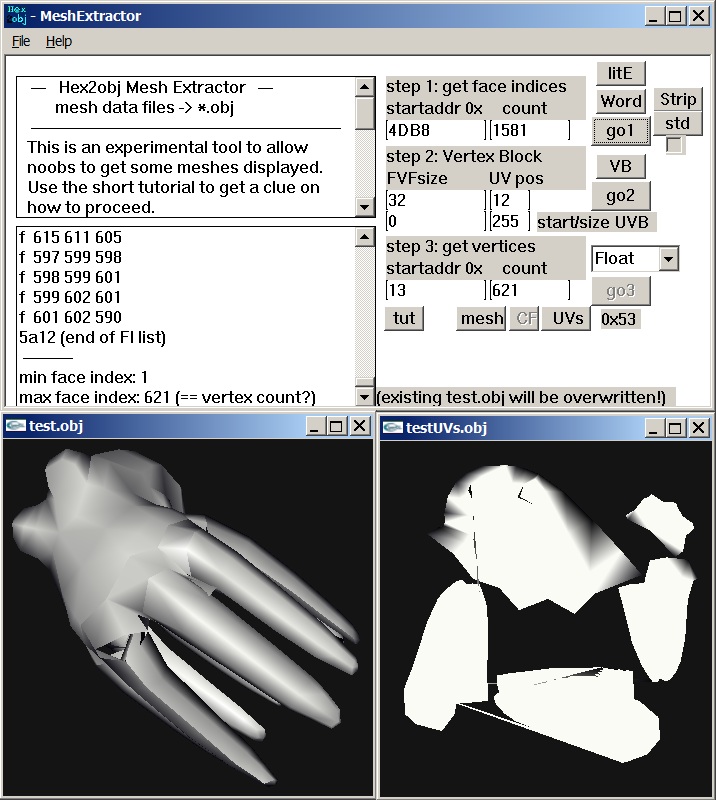 Hex
obj - MeshExtractor
File Help
— Hex2obj Mesh Extractor —
mesh data files -> *.obj
This is an experimental tool to allow
noobs to get some meshes displayed.
Use the short tutorial to get a clue on
how to proceed.
f 615 611 605
f 597 599 598
f 598 599 601
f 599 602 601
f 601 602 590
5a12 (end of FI list)
min face index: 1
max face index: 621 (== vertex count?)
step 1: get face indices
startaddr 0x count
4DB8 1581
litE
Word
go1
Strip
std
step 2: Vertex Block
FVFsize UV pos
32 12
0 255 start/size UVB
VB
go2
step 3: get vertices
startaddr 0x count
13 621
Float
go3
tut mesh CF UVs 0x53
(existing test.obj will be overwritten!)
test.obj
testUVs.obj